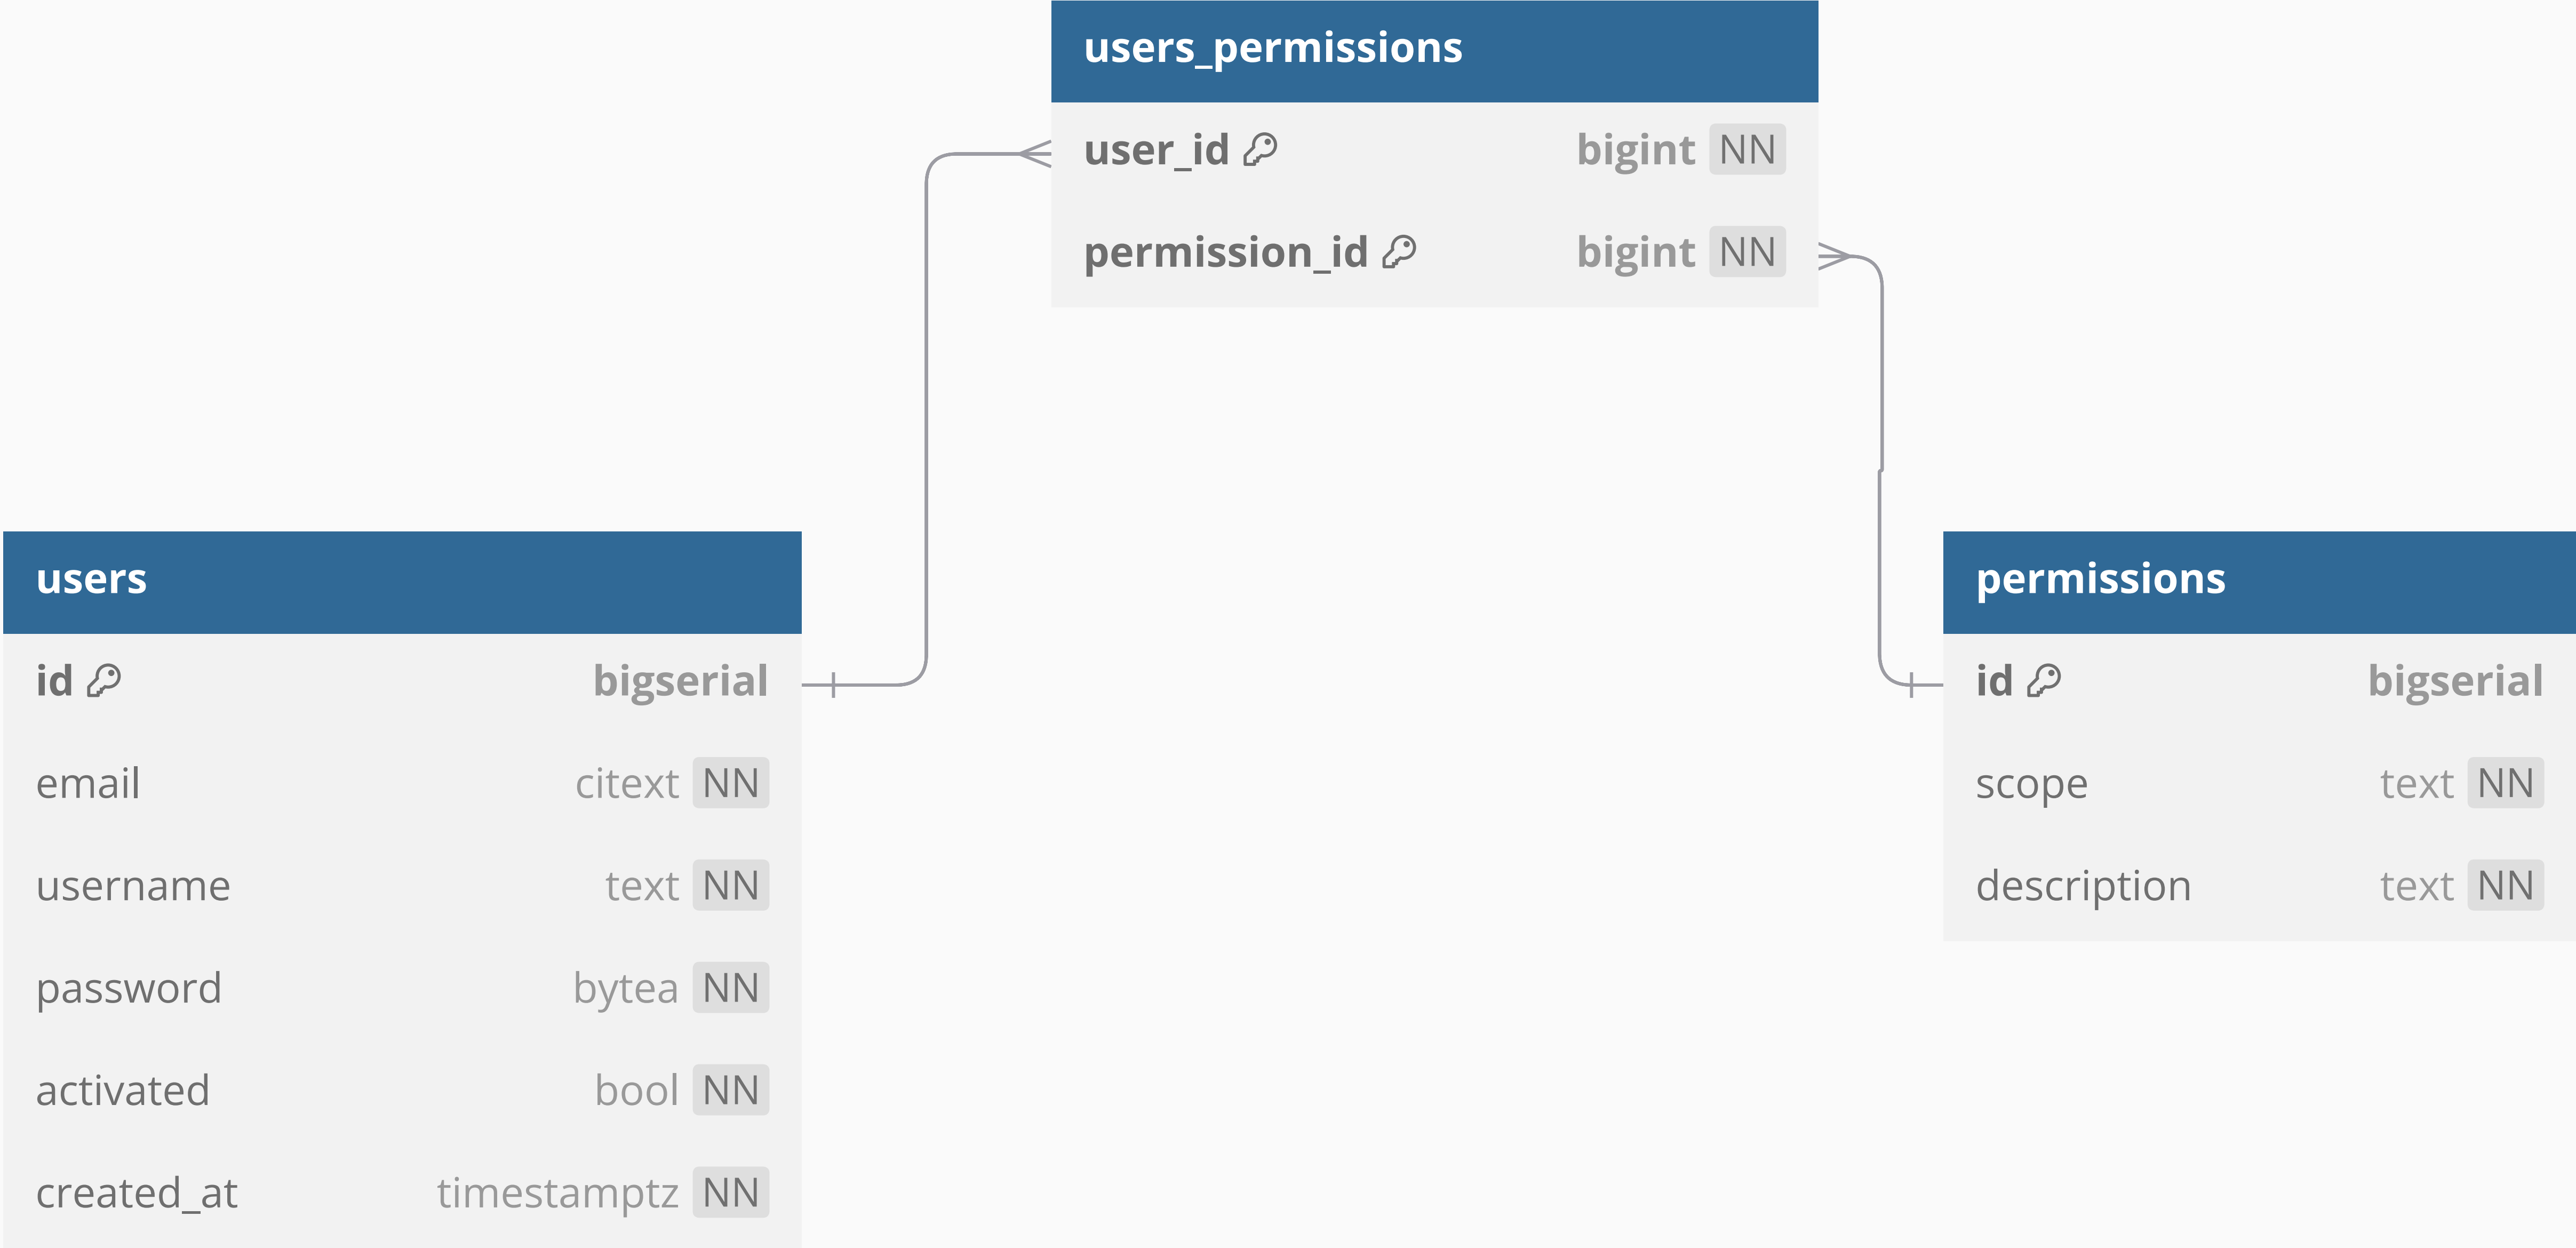 users_permissions
user_id bigint NN
permission_id bigint NN
users
id bigserial
email citext NN
username text NN
password bytea NN
activated bool NN
created_at timestamptz NN
permissions
id bigserial
scope text NN
description text NN